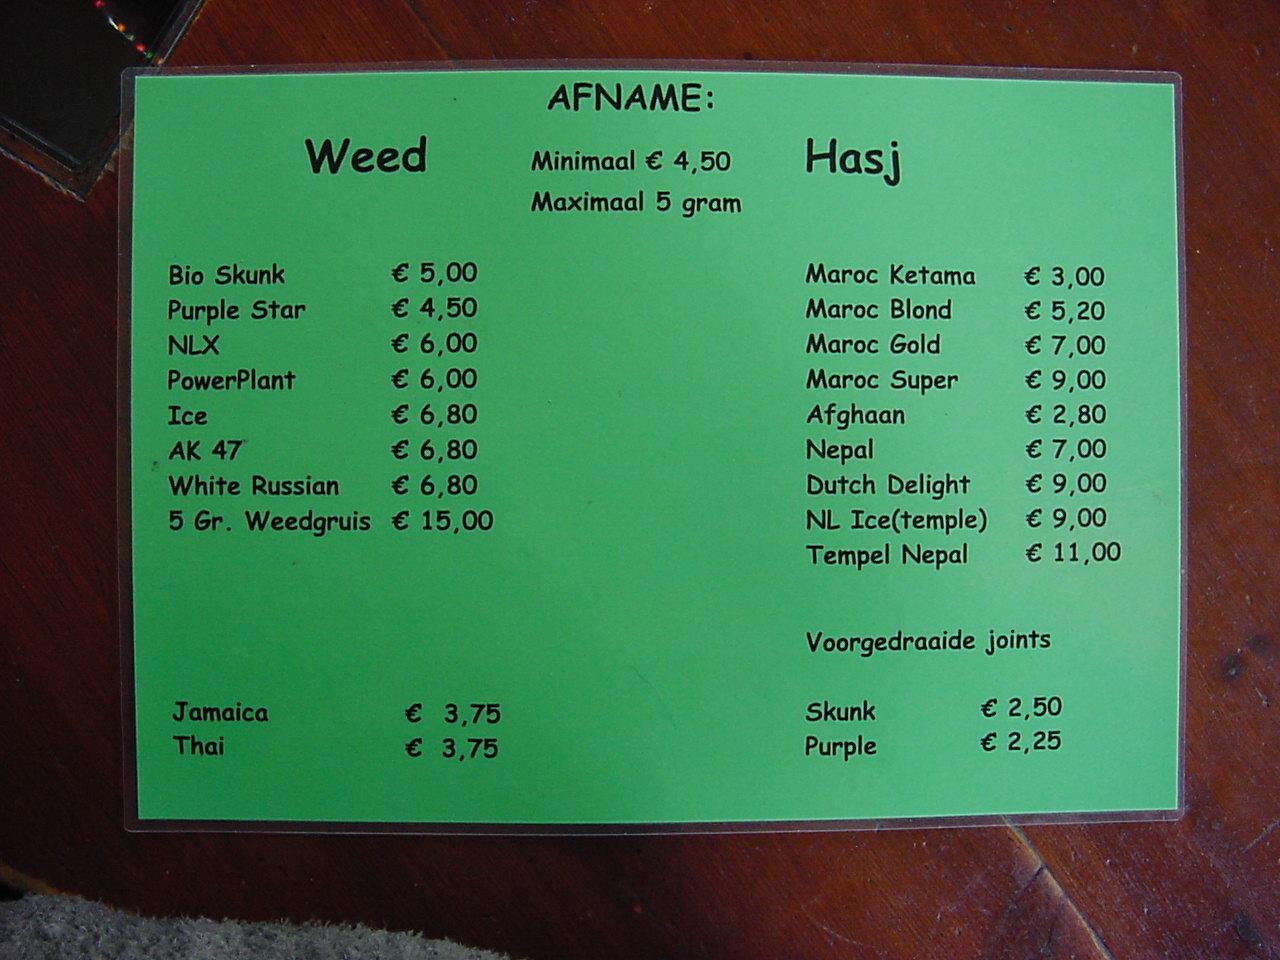 AFNAME:
Weed
Minimaal € 4,50
Maximaal 5 gram
Hasj
Bio Skunk € 5,00
Purple Star € 4,50
NLX € 6,00
PowerPlant € 6,00
Ice € 6,80
AK 47 € 6,80
White Russian € 6,80
5 Gr. Weedgruis € 15,00
Jamaica € 3,75
Thai € 3,75
Maroc Ketama € 3,00
Maroc Blond € 5,20
Maroc Gold € 7,00
Maroc Super € 9,00
Afghaan € 2,80
Nepal € 7,00
Dutch Delight € 9,00
NL Ice(temple) € 9,00
Tempel Nepal € 11,00
Voorgedraaide joints
Skunk € 2,50
Purple € 2,25